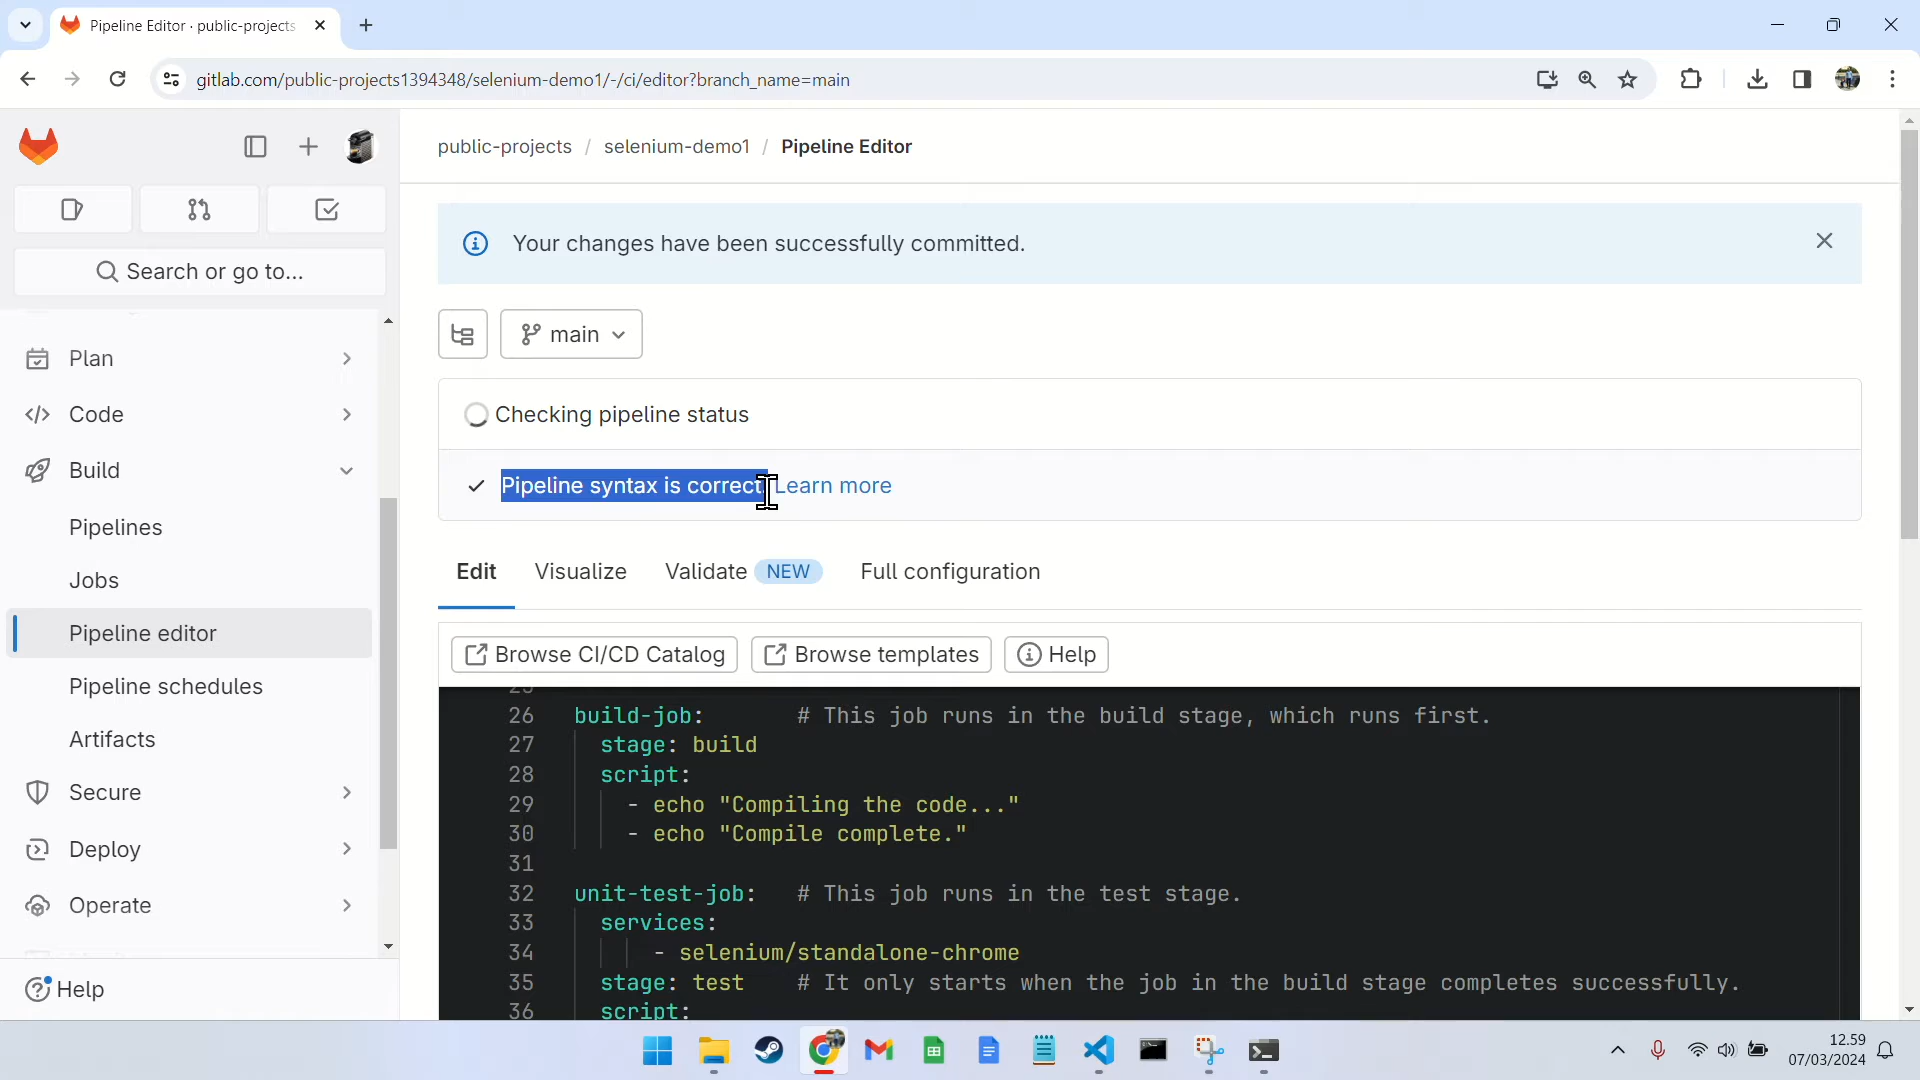 Pipeline Editor · public-projects
gitlab.com/public-projects1394348/selenium-demo1/-/ci/editor?branch_name=main
public-projects / selenium-demo1 / Pipeline Editor
Search or go to...
Plan
Code
Build
Pipelines
Jobs
Pipeline editor
Pipeline schedules
Artifacts
Secure
Deploy
Operate
Help
Your changes have been successfully committed.
main
Checking pipeline status
Pipeline syntax is correct. Learn more
Edit Visualize Validate NEW Full configuration
Browse CI/CD Catalog Browse templates Help
25
26 build-job: # This job runs in the build stage, which runs first.
27 stage: build
28 script:
29 - echo "Compiling the code..."
30 - echo "Compile complete."
31
32 unit-test-job: # This job runs in the test stage.
33 services:
34 - selenium/standalone-chrome
35 stage: test # It only starts when the job in the build stage completes successfully.
36 script:
12.59
07/03/2024